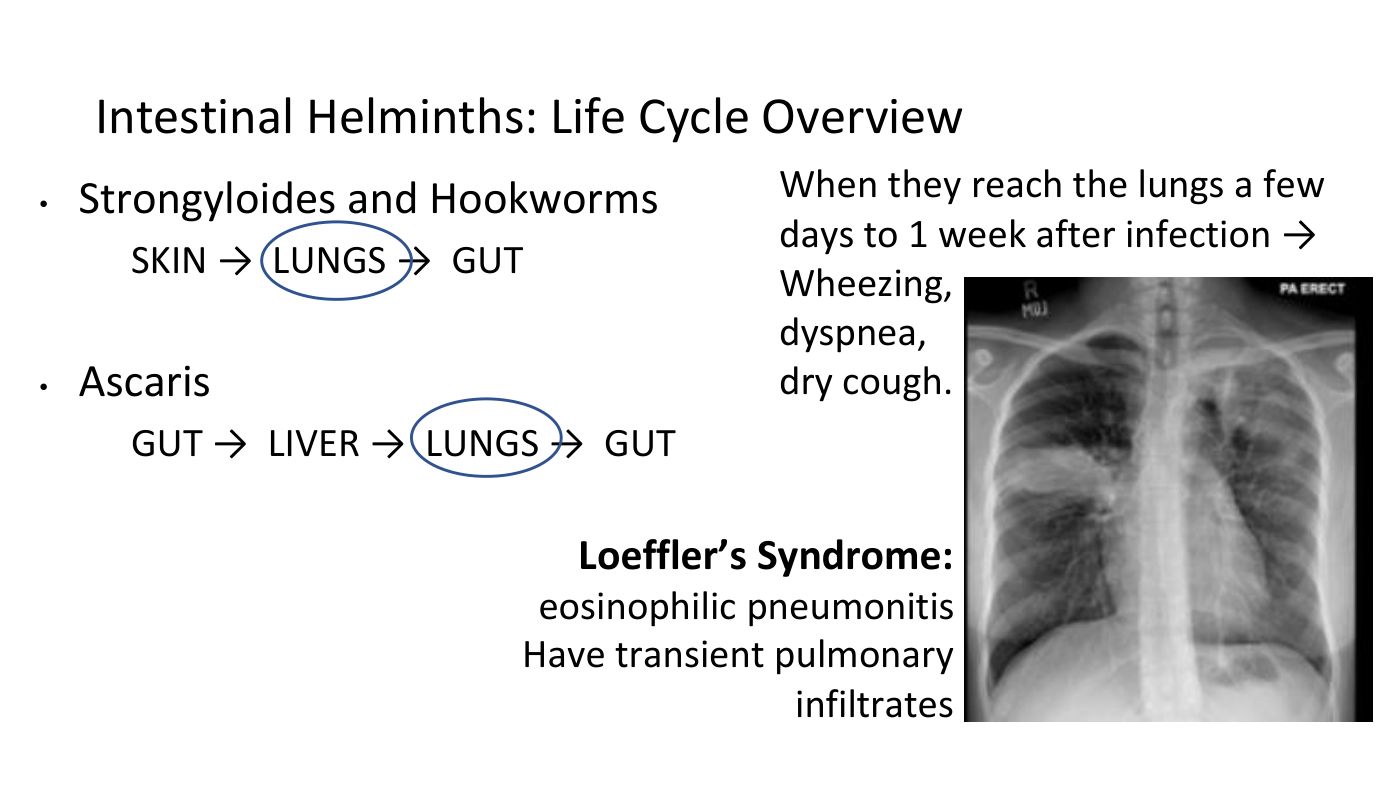 Intestinal Helminths: Life Cycle Overview
• Strongyloides and Hookworms
SKIN → LUNGS → GUT
• Ascaris
GUT → LIVER → LUNGS → GUT
When they reach the lungs a few
days to 1 week after infection →
Wheezing,
dyspnea,
dry cough.
Loeffler’s Syndrome:
eosinophilic pneumonitis
Have transient pulmonary
infiltrates
R
PA ERECT